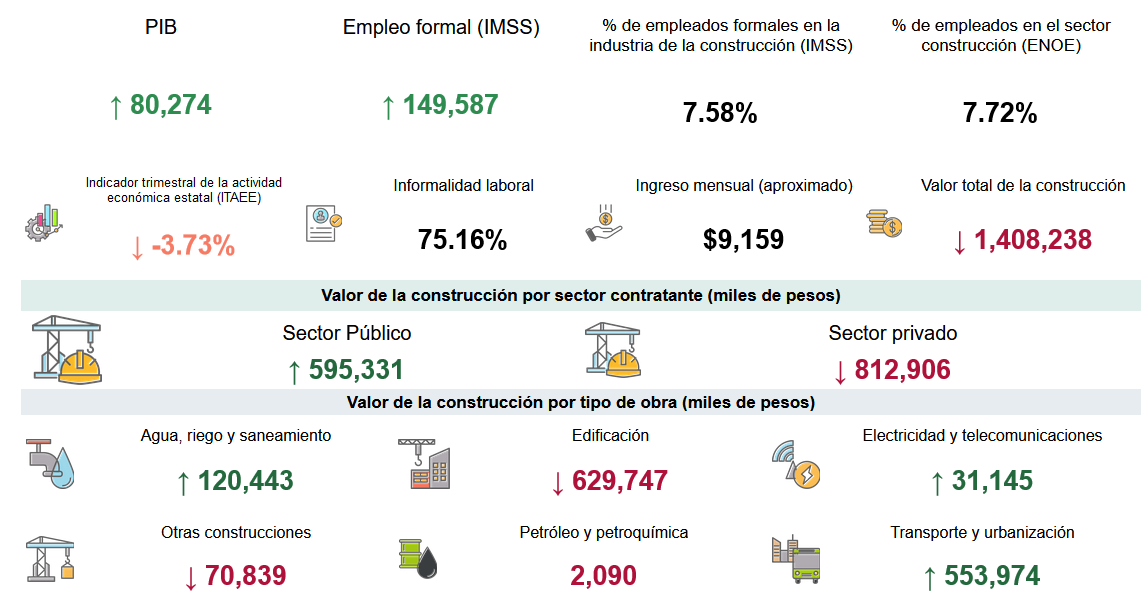 PIB
Empleo formal (IMSS)
% de empleados formales en la
industria de la construcción (IMSS)
% de empleados en el sector
construcción (ENOE)
↑ 80,274
↑ 149,587
7.58%
7.72%
Indicador trimestral de la actividad
económica estatal (ITAEE)
Informalidad laboral
Ingreso mensual (aproximado)
Valor total de la construcción
↓ -3.73%
75.16%
$9,159
↓ 1,408,238
Valor de la construcción por sector contratante (miles de pesos)
Sector Público
Sector privado
↑ 595,331
↓ 812,906
Valor de la construcción por tipo de obra (miles de pesos)
Agua, riego y saneamiento
Edificación
Electricidad y telecomunicaciones
↑ 120,443
↓ 629,747
↑ 31,145
Otras construcciones
Petróleo y petroquímica
Transporte y urbanización
↓ 70,839
2,090
↑ 553,974